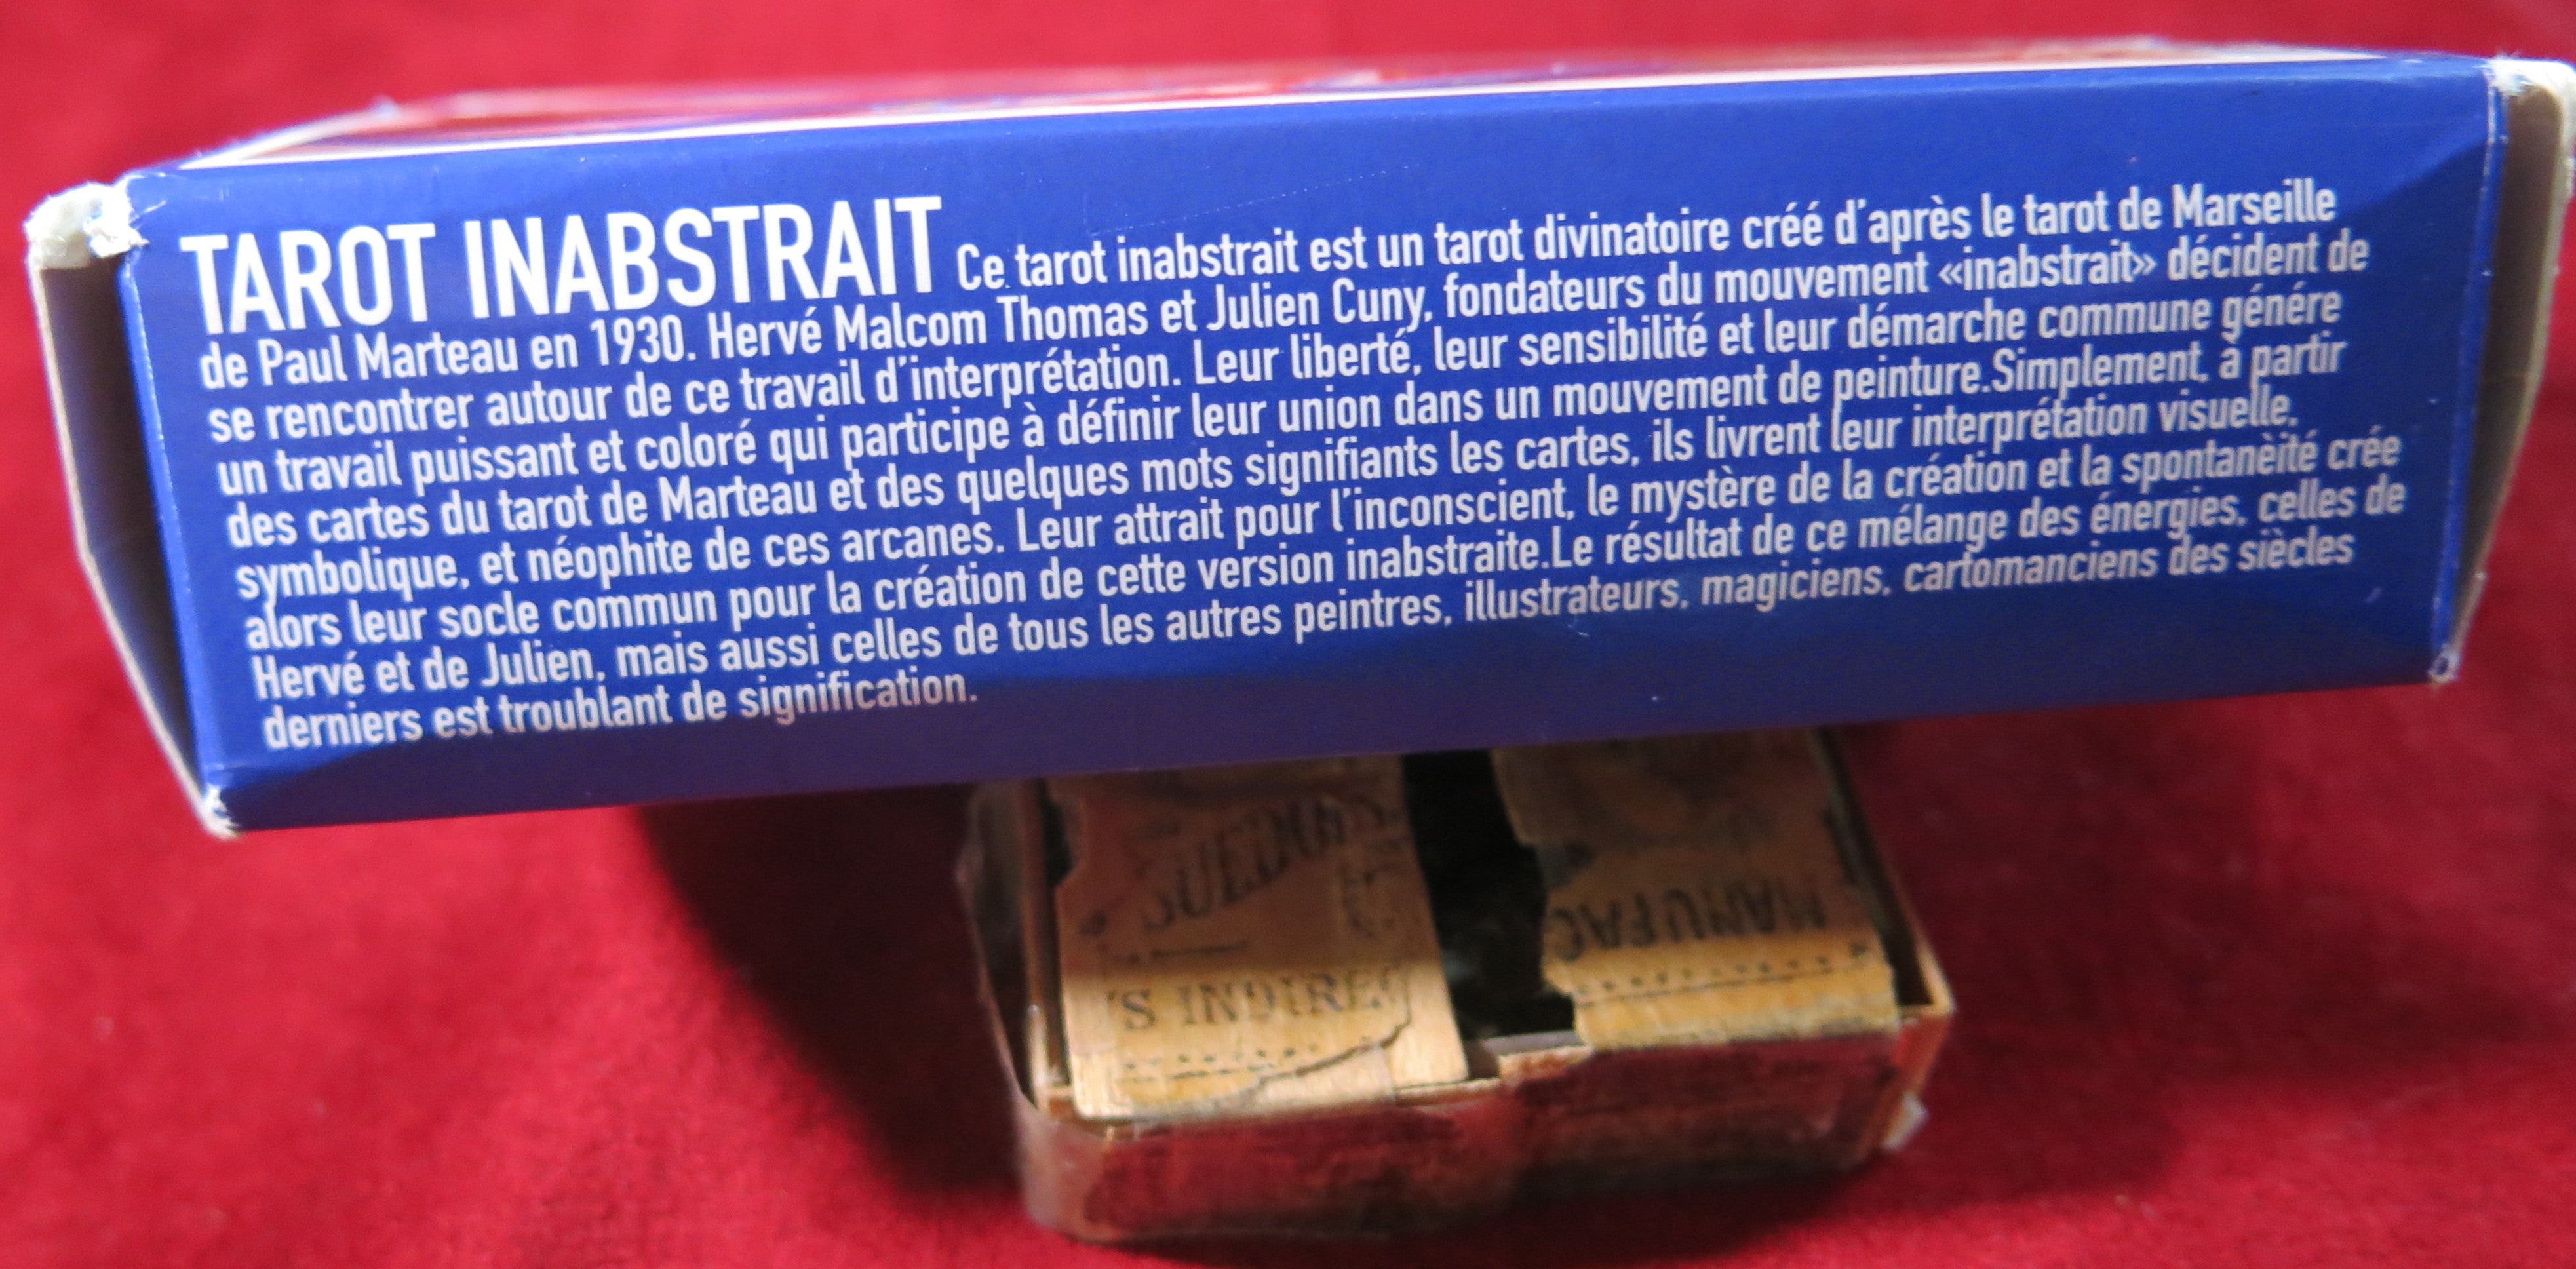 TAROT INABSTRAIT Ce tarot inabstrait est un tarot divinatoire créé d'après le tarot de Marseille
de Paul Marteau en 1930. Hervé Malcom Thomas et Julien Cuny, fondateurs du mouvement «inabstrait» décident de
se rencontrer autour de ce travail d'interprétation. Leur liberté, leur sensibilité et leur démarche commune génére
un travail puissant et coloré qui participe à définir leur union dans un mouvement de peinture.Simplement, à partir
des cartes du tarot de Marteau et des quelques mots signifiants les cartes, ils livrent leur interprétation visuelle,
symbolique, et néophite de ces arcanes. Leur attrait pour l'inconscient, le mystère de la création et la spontanèité crée
alors leur socle commun pour la création de cette version inabstraite.Le résultat de ce mélange des énergies, celles de
Hervé et de Julien, mais aussi celles de tous les autres peintres, illustrateurs, magiciens, cartomanciens des siècles
derniers est troublant de signification.
MANUFAC
'S INDIRE